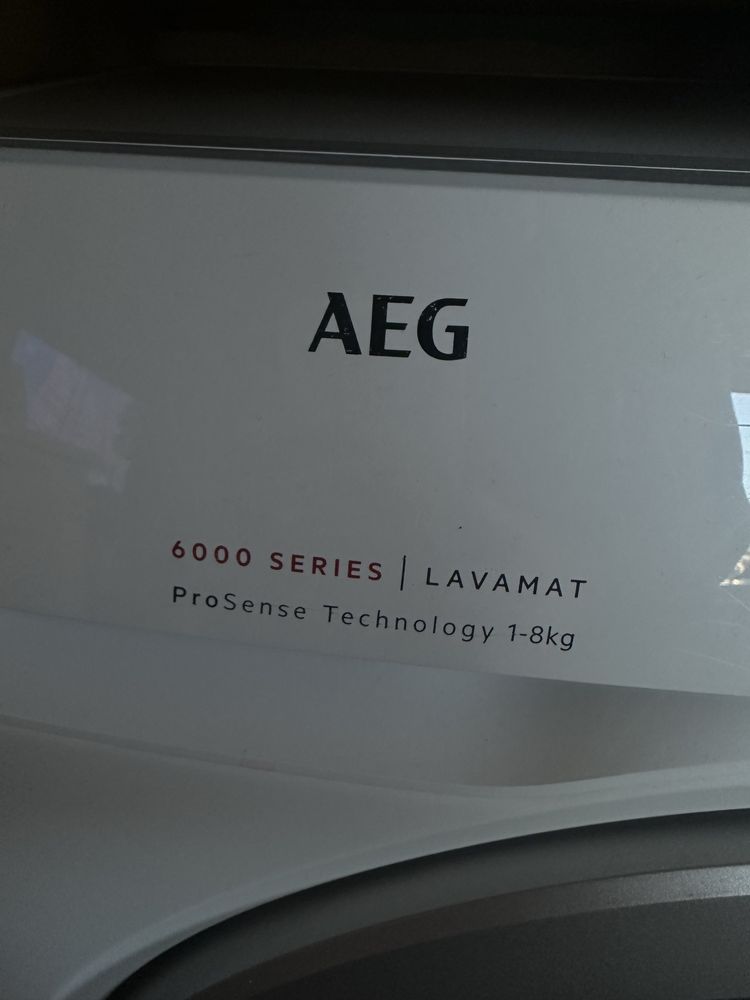 AEG
6000 SERIES | LAVAMAT
ProSense Technology 1-8kg